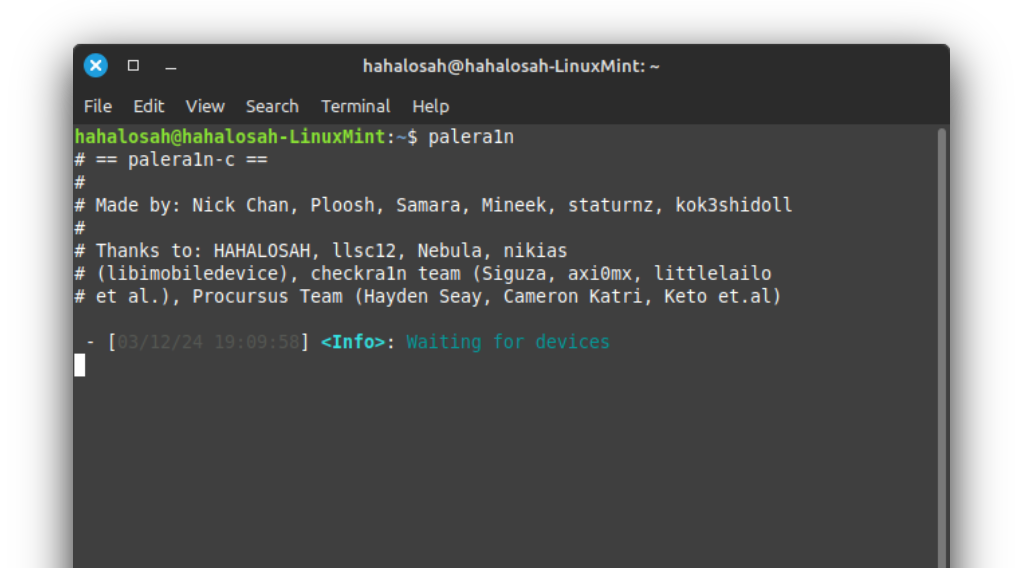 hahalosah@hahalosah-LinuxMint: ~
File Edit View Search Terminal Help
hahalosah@hahalosah-LinuxMint:~$ palera1n
# == palera1n-c ==
#
# Made by: Nick Chan, Ploosh, Samara, Mineek, staturnz, kok3shidoll
#
# Thanks to: HAHALOSAH, llsc12, Nebula, nikias
# (libimobiledevice), checkra1n team (Siguza, axi0mx, littlelailo
# et al.), Procursus Team (Hayden Seay, Cameron Katri, Keto et.al)
- [03/12/24 19:09:58] <Info>: Waiting for devices